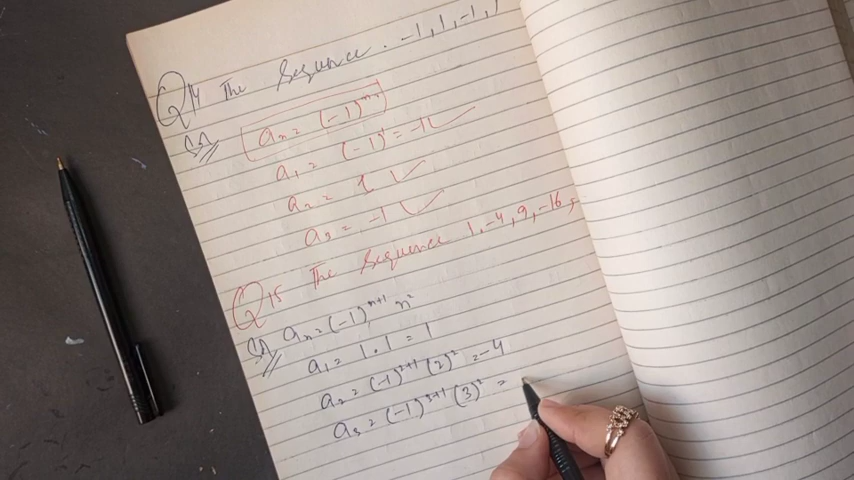 Q14 The Sequence. -1, 1, -1, 1
Sol aₙ = (-1)ⁿ
a₁ = (-1)¹ = -1 ✓
a₂ = 1 ✓
a₃ = -1 ✓
Q15 The Sequence 1, -4, 9, -16,
Sol aₙ = (-1)ⁿ⁺¹ n²
a₁ = 1 . 1 = 1
a₂ = (-1)²⁺¹ (2)² = -4
a₃ = (-1)³⁺¹ (3)² =